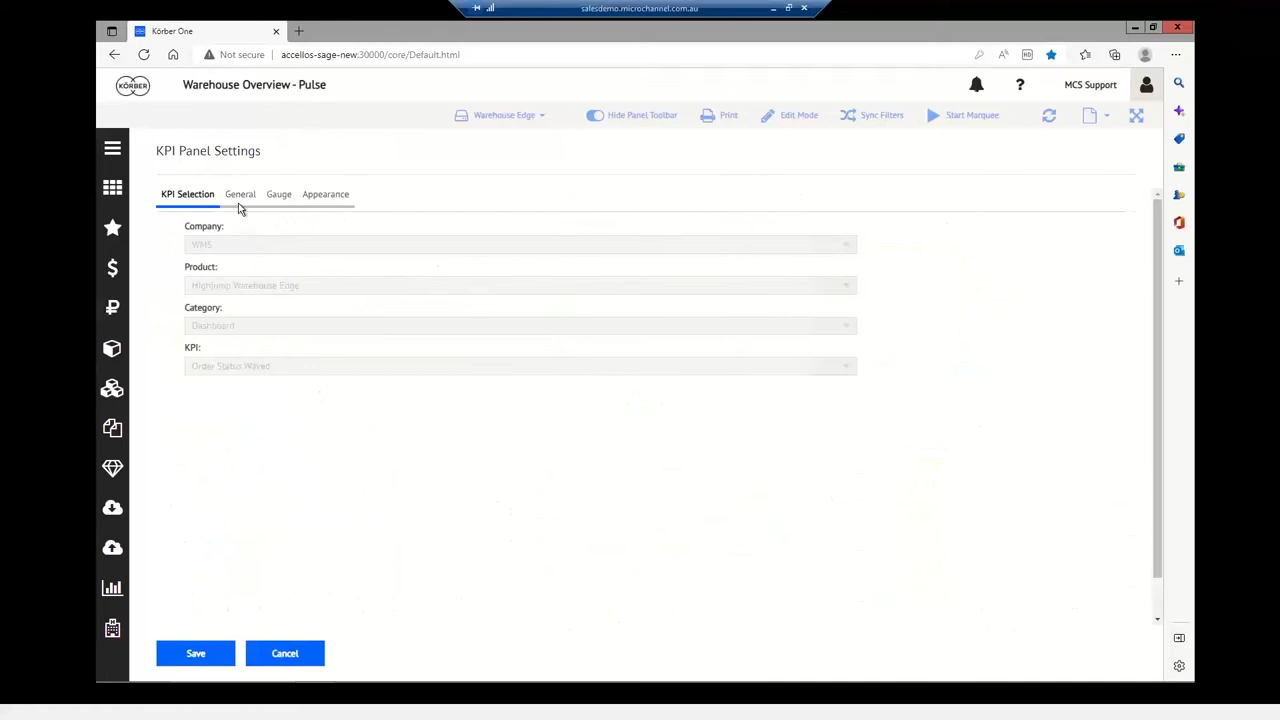 salesdemo.microchannel.com.au
Körber One
Not secure
accellos-sage-new:30000/core/Default.html
KÖRBER
Warehouse Overview - Pulse
MCS Support
Warehouse Edge
Hide Panel Toolbar
Print
Edit Mode
Sync Filters
Start Marquee
KPI Panel Settings
KPI Selection
General
Gauge
Appearance
Company:
WMS
Product:
HighJump Warehouse Edge
Category:
Dashboard
KPI:
Order Status Waved
Save
Cancel